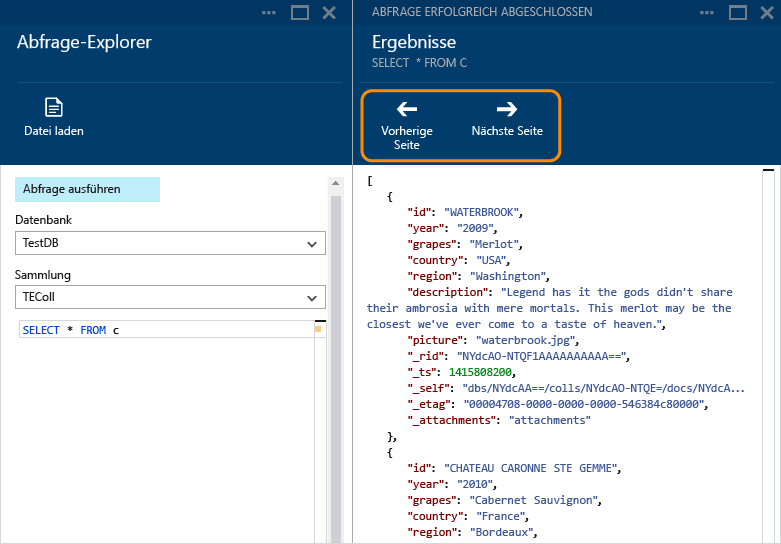 Abfrage-Explorer
Datei laden
Abfrage ausführen
Datenbank
TestDB
Sammlung
TEColl
SELECT * FROM c
ABFRAGE ERFOLGREICH ABGESCHLOSSEN
Ergebnisse
SELECT * FROM C
Vorherige
Seite
Nächste Seite
[
{
"id": "WATERBROOK",
"year": "2009",
"grapes": "Merlot",
"country": "USA",
"region": "Washington",
"description": "Legend has it the gods didn't share
their ambrosia with mere mortals. This merlot may be the
closest we've ever come to a taste of heaven.",
"picture": "waterbrook.jpg",
"_rid": "NYdcAO-NTQF1AAAAAAAAAA==",
"_ts": 1415808200,
"_self": "dbs/NYdcAA==/colls/NYdcAO-NTQE=/docs/NYdcA...
"_etag": "00004708-0000-0000-0000-546384c80000",
"_attachments": "attachments"
},
{
"id": "CHATEAU CARONNE STE GEMME",
"year": "2010",
"grapes": "Cabernet Sauvignon",
"country": "France",
"region": "Bordeaux",